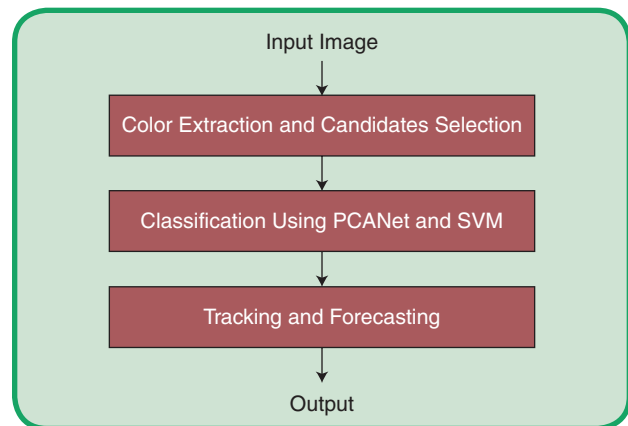 Input Image
Color Extraction and Candidates Selection
Classification Using PCANet and SVM
Tracking and Forecasting
Output